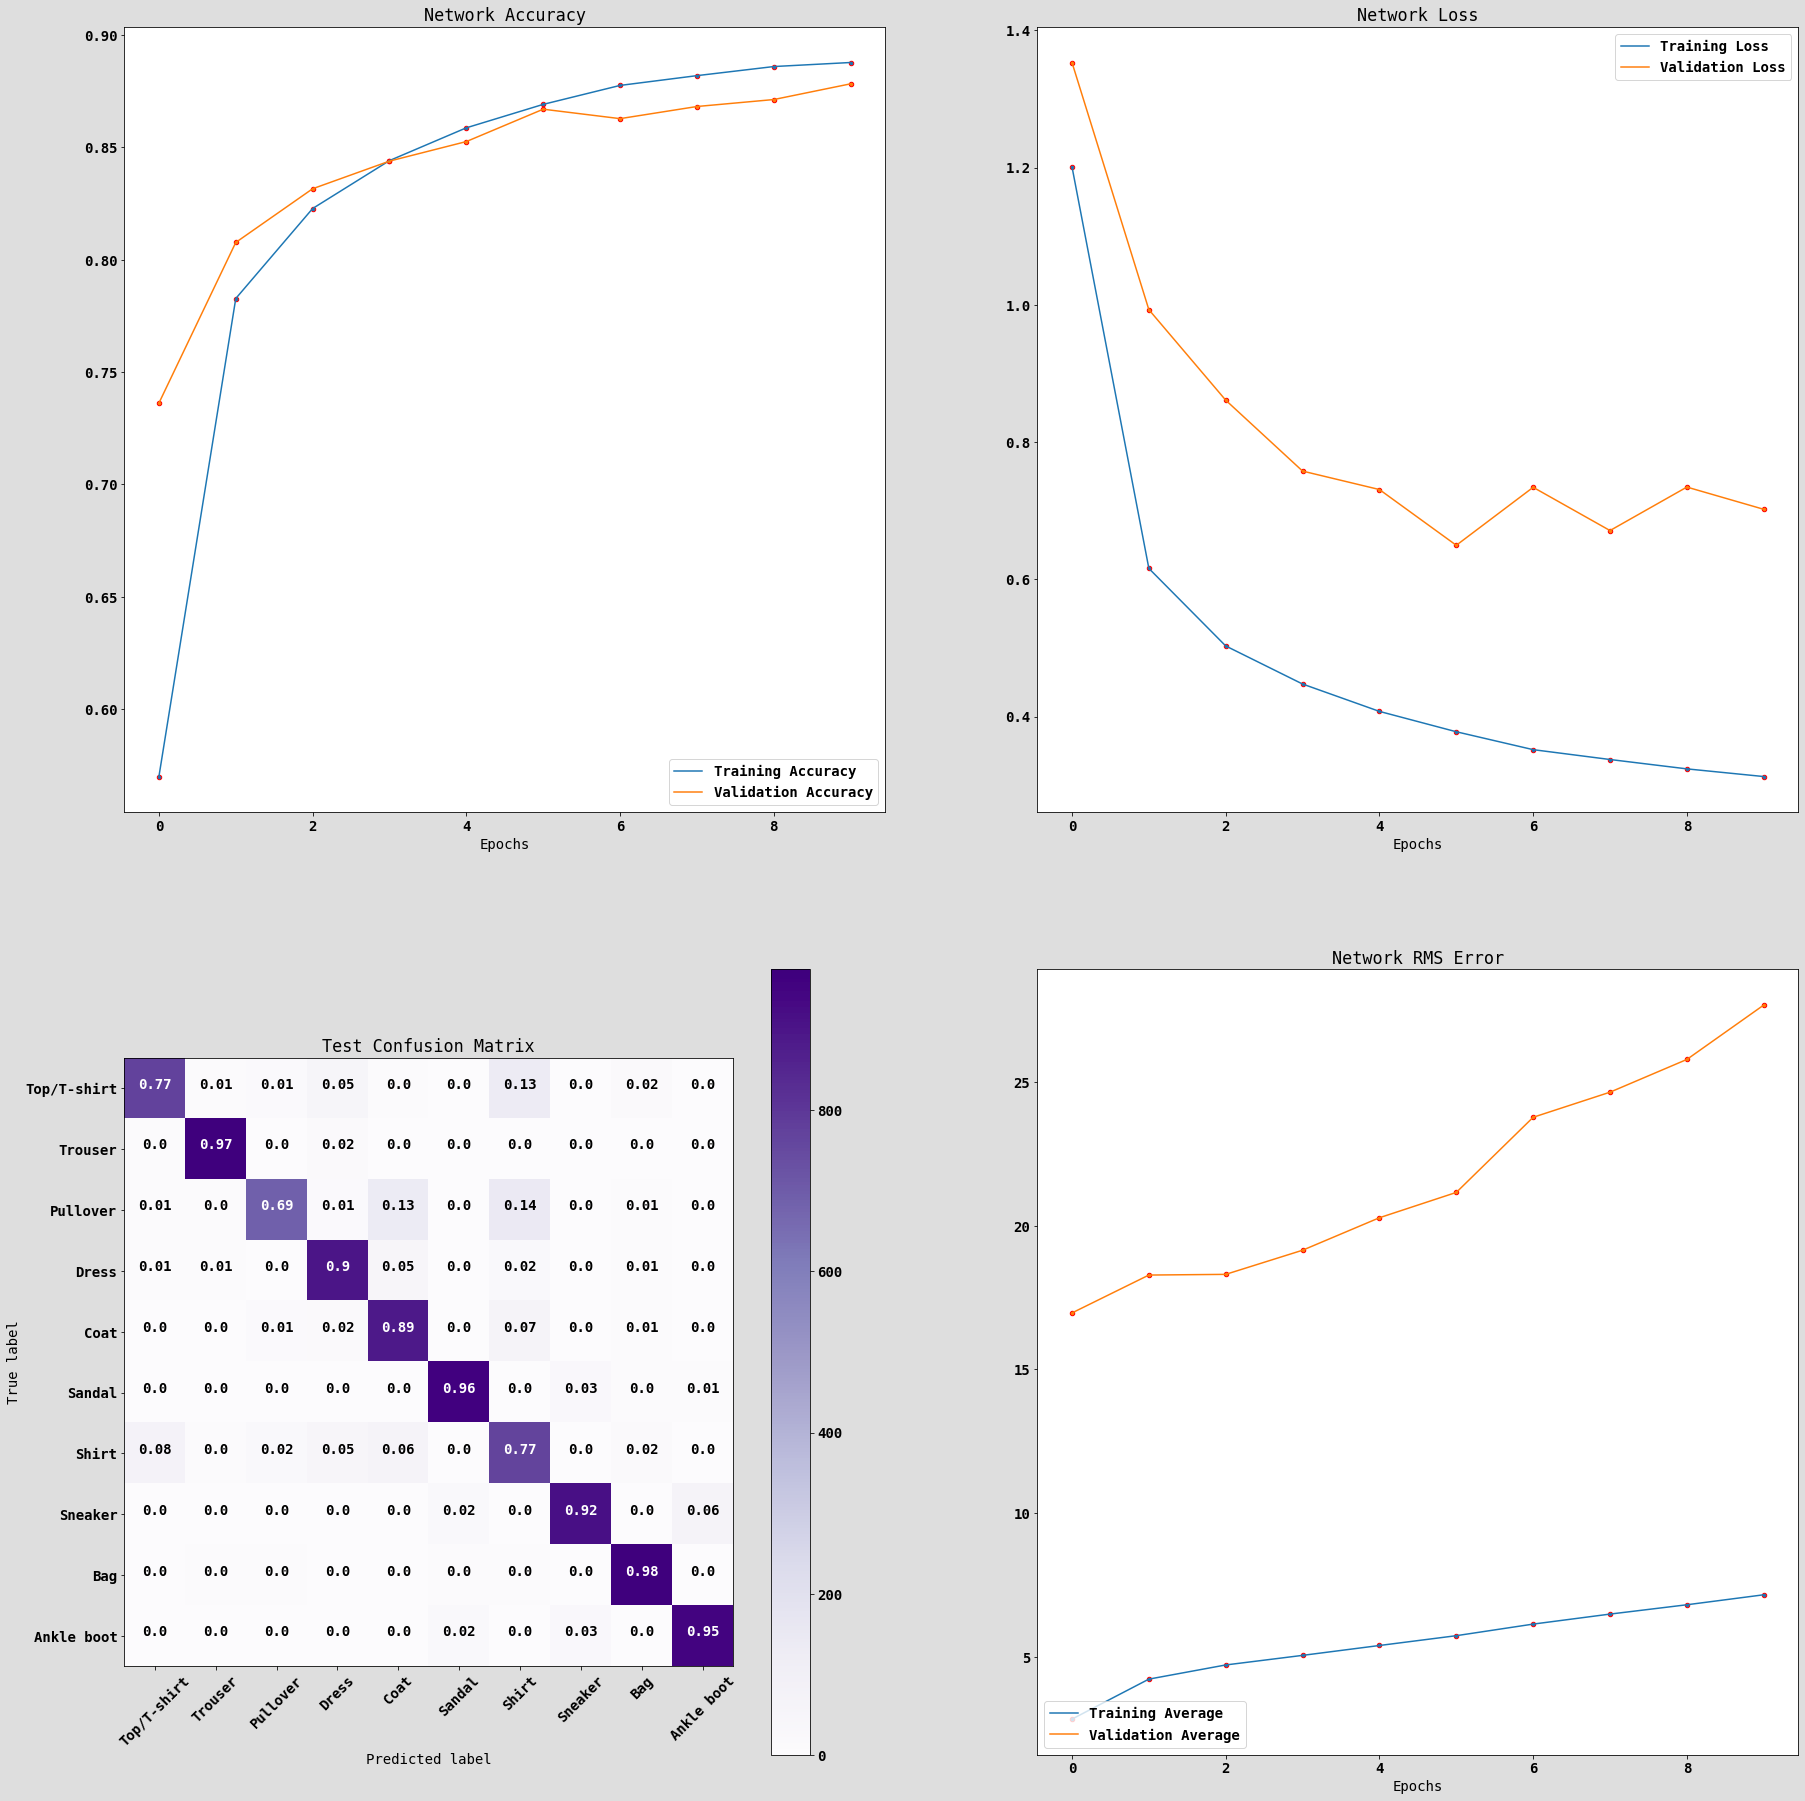 Network Accuracy
0.90
0.85
0.80
0.75
0.70
0.65
0.60
Training Accuracy
Validation Accuracy
0 2 4 6 8
Epochs
Network Loss
1.4
1.2
1.0
0.8
0.6
0.4
Training Loss
Validation Loss
0 2 4 6 8
Epochs
Test Confusion Matrix
True label
Top/T-shirt 0.77 0.01 0.01 0.05 0.0 0.0 0.13 0.0 0.02 0.0
Trouser 0.0 0.97 0.0 0.02 0.0 0.0 0.0 0.0 0.0 0.0
Pullover 0.01 0.0 0.69 0.01 0.13 0.0 0.14 0.0 0.01 0.0
Dress 0.01 0.01 0.0 0.9 0.05 0.0 0.02 0.0 0.01 0.0
Coat 0.0 0.0 0.01 0.02 0.89 0.0 0.07 0.0 0.01 0.0
Sandal 0.0 0.0 0.0 0.0 0.0 0.96 0.0 0.03 0.0 0.01
Shirt 0.08 0.0 0.02 0.05 0.06 0.0 0.77 0.0 0.02 0.0
Sneaker 0.0 0.0 0.0 0.0 0.0 0.02 0.0 0.92 0.0 0.06
Bag 0.0 0.0 0.0 0.0 0.0 0.0 0.0 0.0 0.98 0.0
Ankle boot 0.0 0.0 0.0 0.0 0.0 0.02 0.0 0.03 0.0 0.95
Top/T-shirt Trouser Pullover Dress Coat Sandal Shirt Sneaker Bag Ankle boot
Predicted label
800
600
400
200
0
Network RMS Error
25
20
15
10
5
Training Average
Validation Average
0 2 4 6 8
Epochs